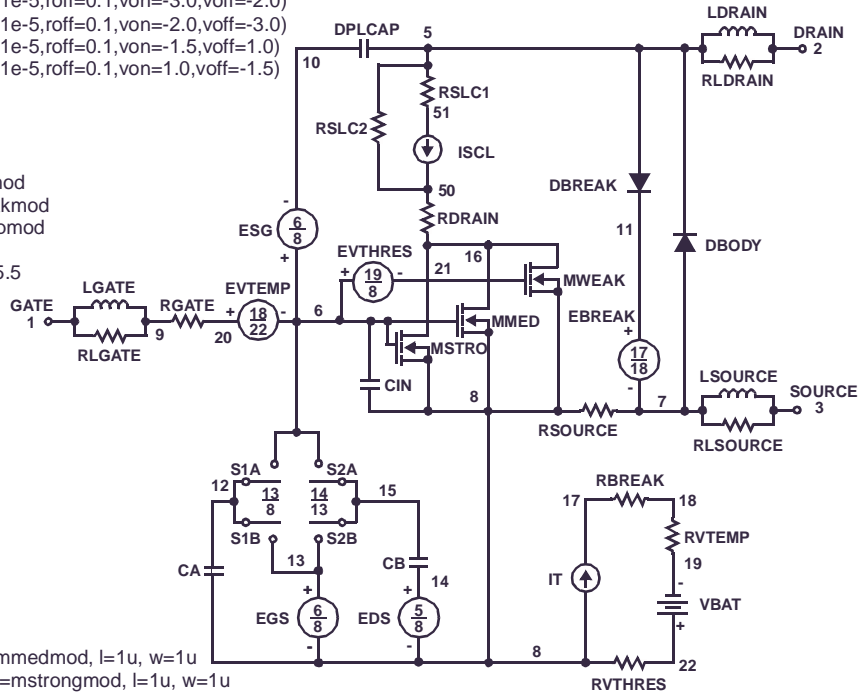 1e-5,roff=0.1,von=-3.0,voff=-2.0)
1e-5,roff=0.1,von=-2.0,voff=-3.0)
1e-5,roff=0.1,von=-1.5,voff=1.0)
1e-5,roff=0.1,von=1.0,voff=-1.5)
LDRAIN
DPLCAP
5
DRAIN
2
10
RLDRAIN
RSLC1
51
RSLC2
ISCL
50
DBREAK
RDRAIN
11
DBODY
ESG
6
8
-
+
EVTHRES
16
21
+
19
8
-
MWEAK
LGATE
EVTEMP
GATE
1
RGATE
+
18
22
-
6
MMED
EBREAK
+
9
20
RLGATE
MSTRO
17
18
-
CIN
LSOURCE
8
7
SOURCE
3
RSOURCE
RLSOURCE
S1A
S2A
12
13
8
14
13
15
RBREAK
17
18
S1B
S2B
RVTEMP
13
CB
19
CA
14
IT
-
VBAT
+
+
+
EGS
6
8
EDS
5
8
-
-
8
22
RVTHRES
mmedmod, l=1u, w=1u
=mstrongmod, l=1u, w=1u
od
kmod
omod
5.5